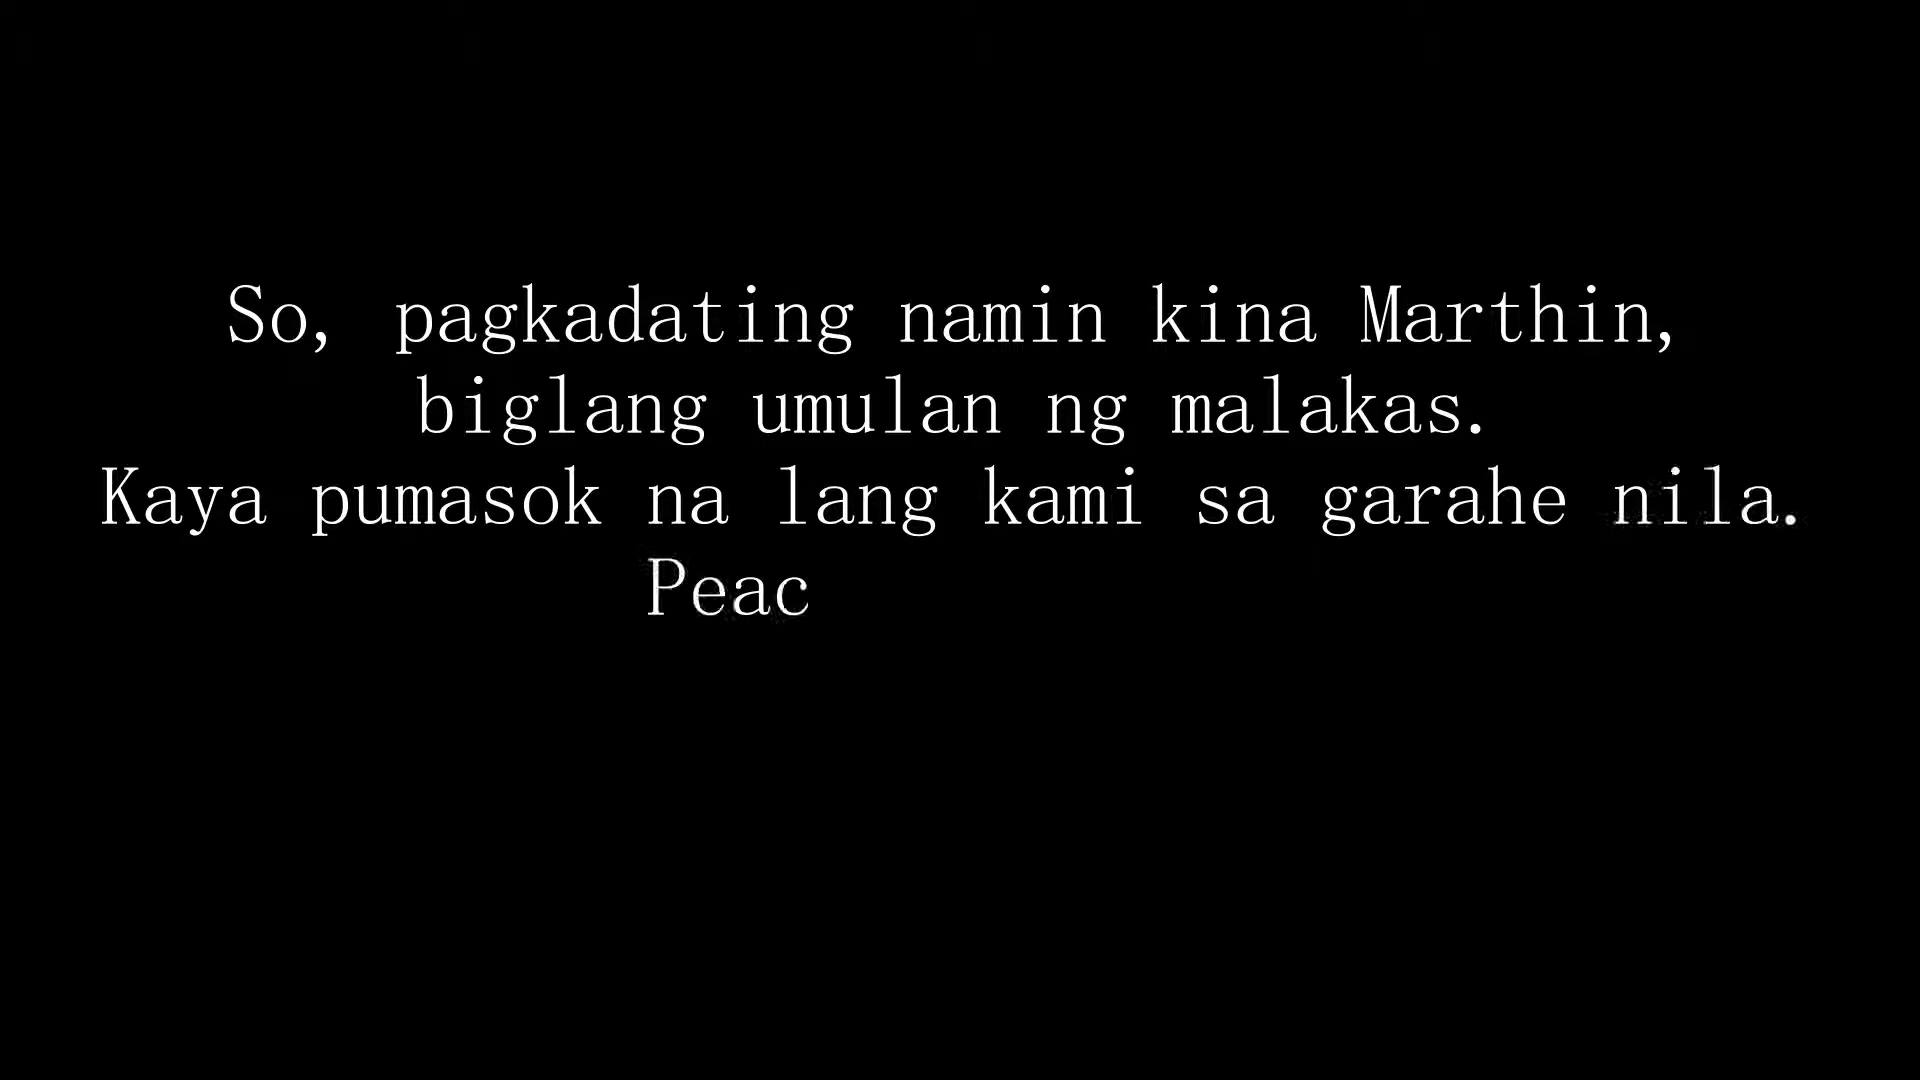 So, pagkadating namin kina Marthin,
biglang umulan ng malakas.
Kaya pumasok na lang kami sa garahe nila.
Peac